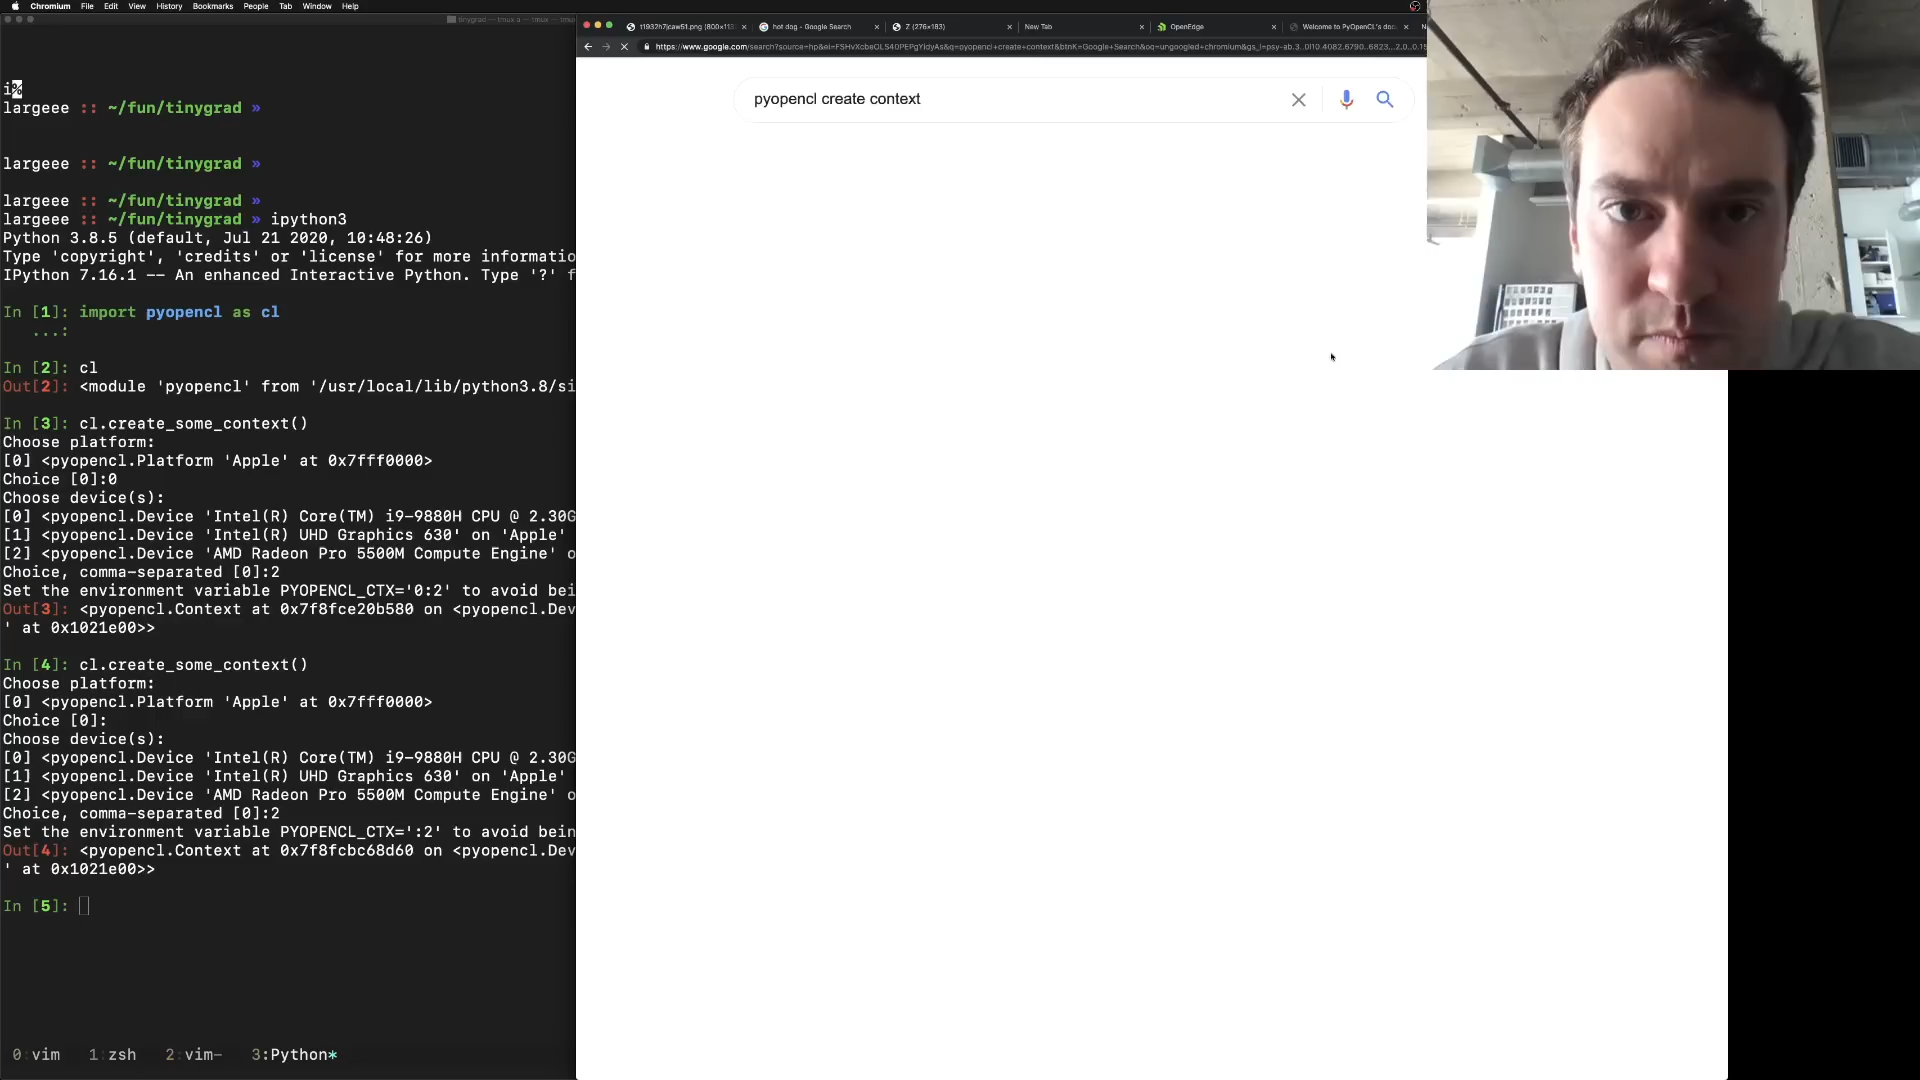 Chromium File Edit View History Bookmarks People Tab Window Help
t1932h7jcaw51.png (800×113
hot dog - Google Search
Z (276×183)
New Tab
OpenEdge
Welcome to PyOpenCL's doc
pyopencl create context
i%
largeee :: ~/fun/tinygrad »
largeee :: ~/fun/tinygrad »
largeee :: ~/fun/tinygrad »
largeee :: ~/fun/tinygrad » ipython3
Python 3.8.5 (default, Jul 21 2020, 10:48:26)
Type 'copyright', 'credits' or 'license' for more informatio
IPython 7.16.1 -- An enhanced Interactive Python. Type '?' f
In [1]: import pyopencl as cl
...:
In [2]: cl
Out[2]: <module 'pyopencl' from '/usr/local/lib/python3.8/si
In [3]: cl.create_some_context()
Choose platform:
[0] <pyopencl.Platform 'Apple' at 0x7fff0000>
Choice [0]:0
Choose device(s):
[0] <pyopencl.Device 'Intel(R) Core(TM) i9-9880H CPU @ 2.30G
[1] <pyopencl.Device 'Intel(R) UHD Graphics 630' on 'Apple'
[2] <pyopencl.Device 'AMD Radeon Pro 5500M Compute Engine' o
Choice, comma-separated [0]:2
Set the environment variable PYOPENCL_CTX='0:2' to avoid bei
Out[3]: <pyopencl.Context at 0x7f8fce20b580 on <pyopencl.Dev
' at 0x1021e00>>
In [4]: cl.create_some_context()
Choose platform:
[0] <pyopencl.Platform 'Apple' at 0x7fff0000>
Choice [0]:
Choose device(s):
[0] <pyopencl.Device 'Intel(R) Core(TM) i9-9880H CPU @ 2.30G
[1] <pyopencl.Device 'Intel(R) UHD Graphics 630' on 'Apple'
[2] <pyopencl.Device 'AMD Radeon Pro 5500M Compute Engine' o
Choice, comma-separated [0]:2
Set the environment variable PYOPENCL_CTX=':2' to avoid bein
Out[4]: <pyopencl.Context at 0x7f8fcbc68d60 on <pyopencl.Dev
' at 0x1021e00>>
In [5]:
0 vim 1 zsh 2 vim- 3:Python*